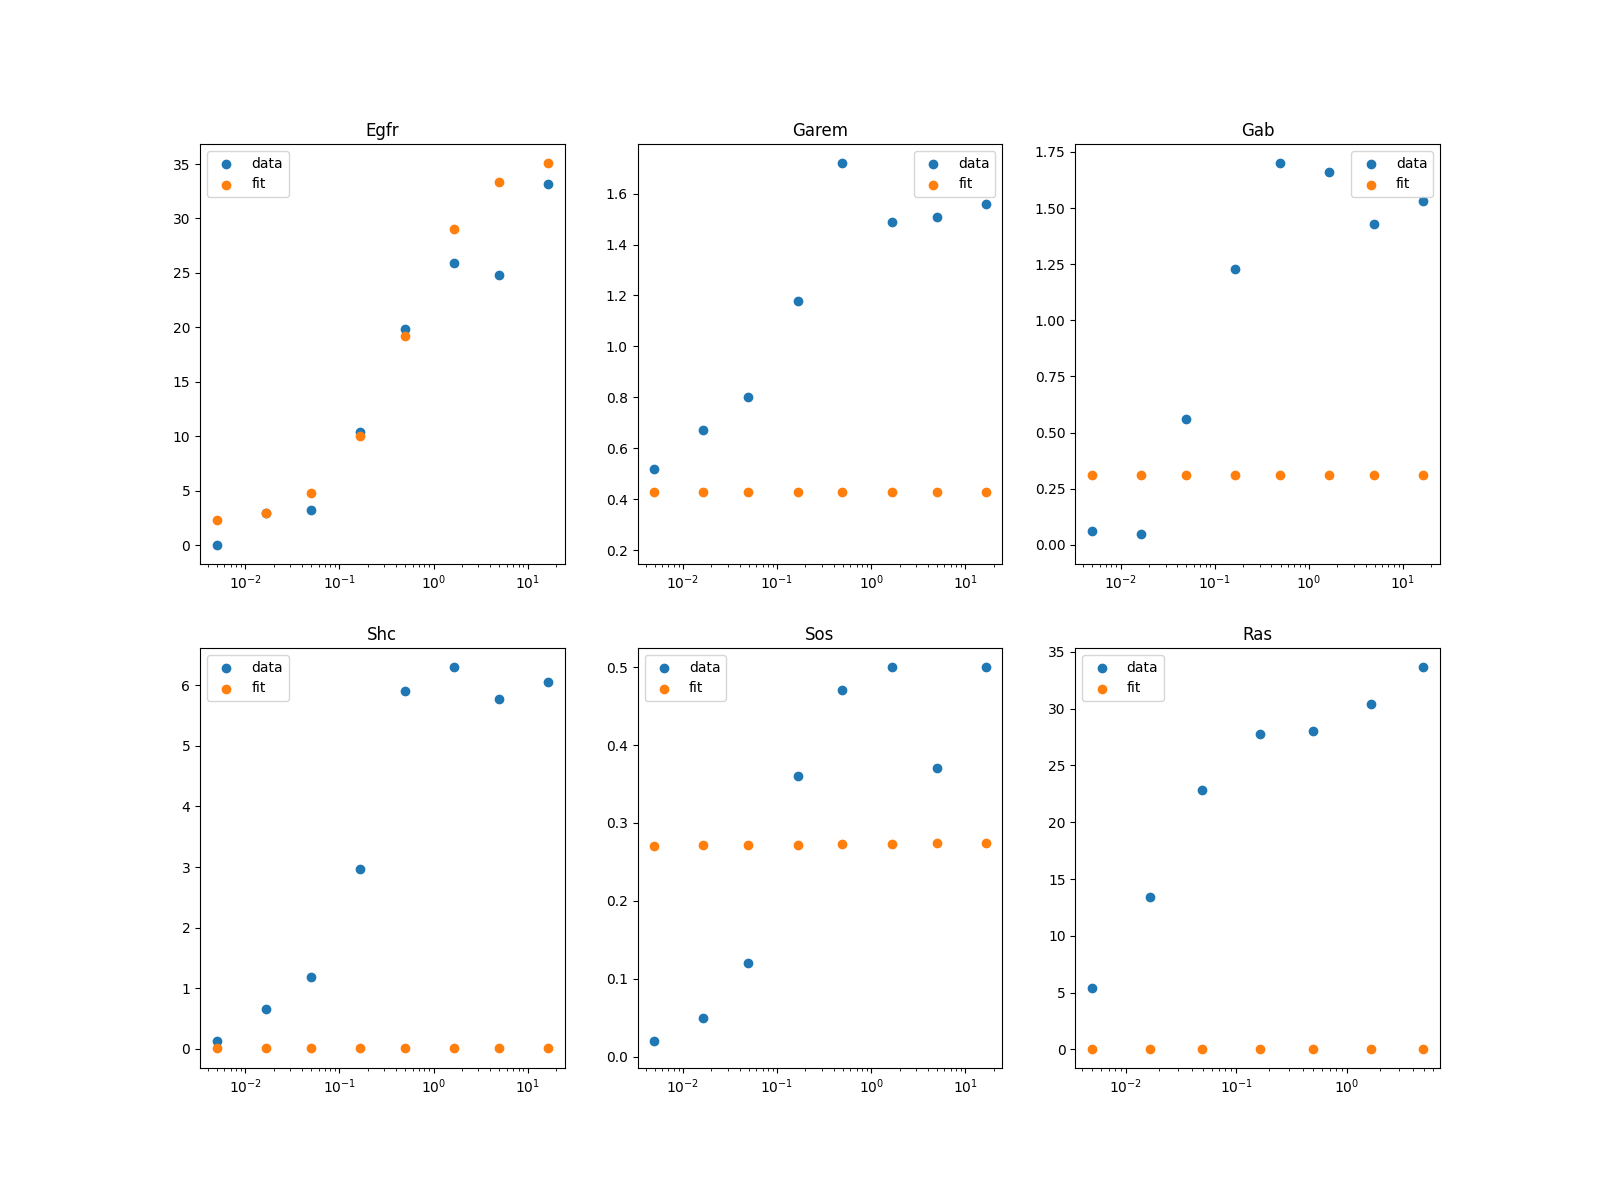 Egfr
data
fit
35
30
25
20
15
10
5
0
10⁻² 10⁻¹ 10⁰ 10¹
Garem
data
fit
1.6
1.4
1.2
1.0
0.8
0.6
0.4
0.2
10⁻² 10⁻¹ 10⁰ 10¹
Gab
data
fit
1.75
1.50
1.25
1.00
0.75
0.50
0.25
0.00
10⁻² 10⁻¹ 10⁰ 10¹
Shc
data
fit
6
5
4
3
2
1
0
10⁻² 10⁻¹ 10⁰ 10¹
Sos
data
fit
0.5
0.4
0.3
0.2
0.1
0.0
10⁻² 10⁻¹ 10⁰ 10¹
Ras
data
fit
35
30
25
20
15
10
5
0
10⁻² 10⁻¹ 10⁰